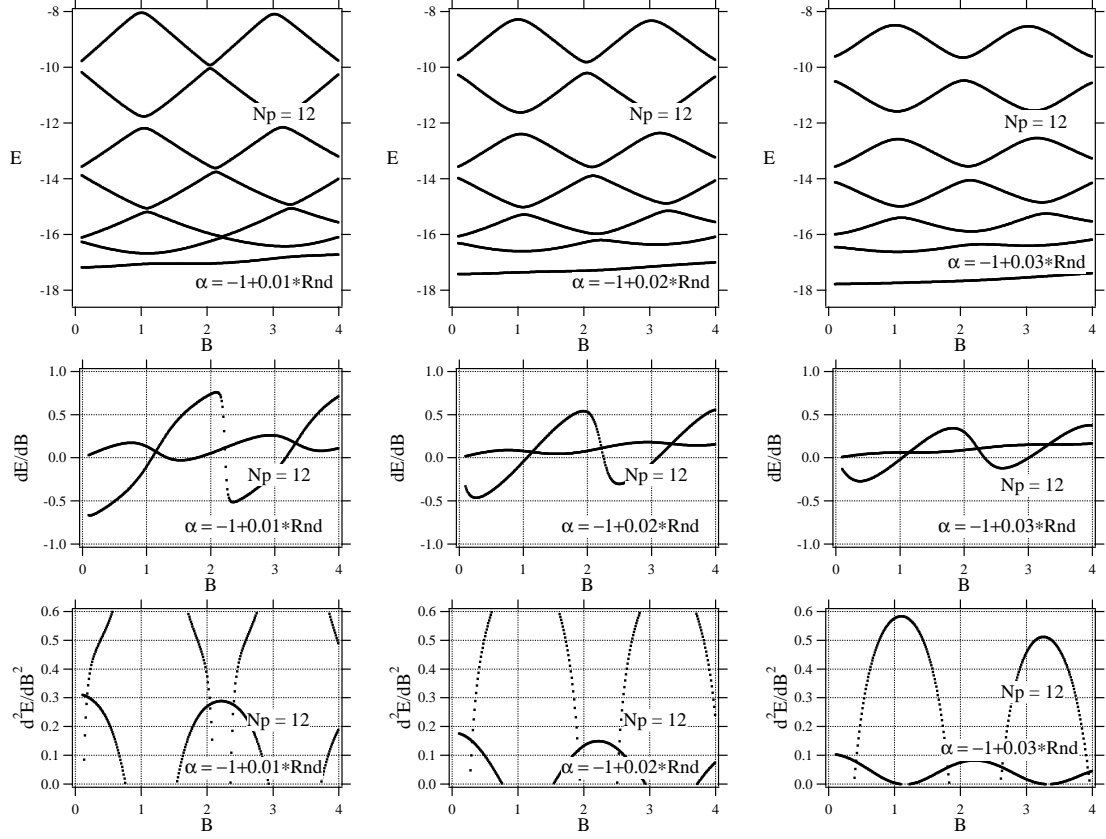 -8
-10
-12
-14
-16
-18
E
Np = 12
α = −1+0.01*Rnd
0 1 2 3 4
B
-8
-10
-12
-14
-16
-18
E
Np = 12
α = −1+0.02*Rnd
0 1 2 3 4
B
-8
-10
-12
-14
-16
-18
E
Np = 12
α = −1+0.03*Rnd
0 1 2 3 4
B
1.0
0.5
0.0
-0.5
-1.0
dE/dB
Np = 12
α = −1+0.01*Rnd
0 1 2 3 4
B
1.0
0.5
0.0
-0.5
-1.0
dE/dB
Np = 12
α = −1+0.02*Rnd
0 1 2 3 4
B
1.0
0.5
0.0
-0.5
-1.0
dE/dB
Np = 12
α = −1+0.03*Rnd
0 1 2 3 4
B
0.6
0.5
0.4
0.3
0.2
0.1
0.0
d²E/dB²
Np = 12
α = −1+0.01*Rnd
0 1 2 3 4
B
0.6
0.5
0.4
0.3
0.2
0.1
0.0
d²E/dB²
Np = 12
α = −1+0.02*Rnd
0 1 2 3 4
B
0.6
0.5
0.4
0.3
0.2
0.1
0.0
d²E/dB²
Np = 12
α = −1+0.03*Rnd
0 1 2 3 4
B